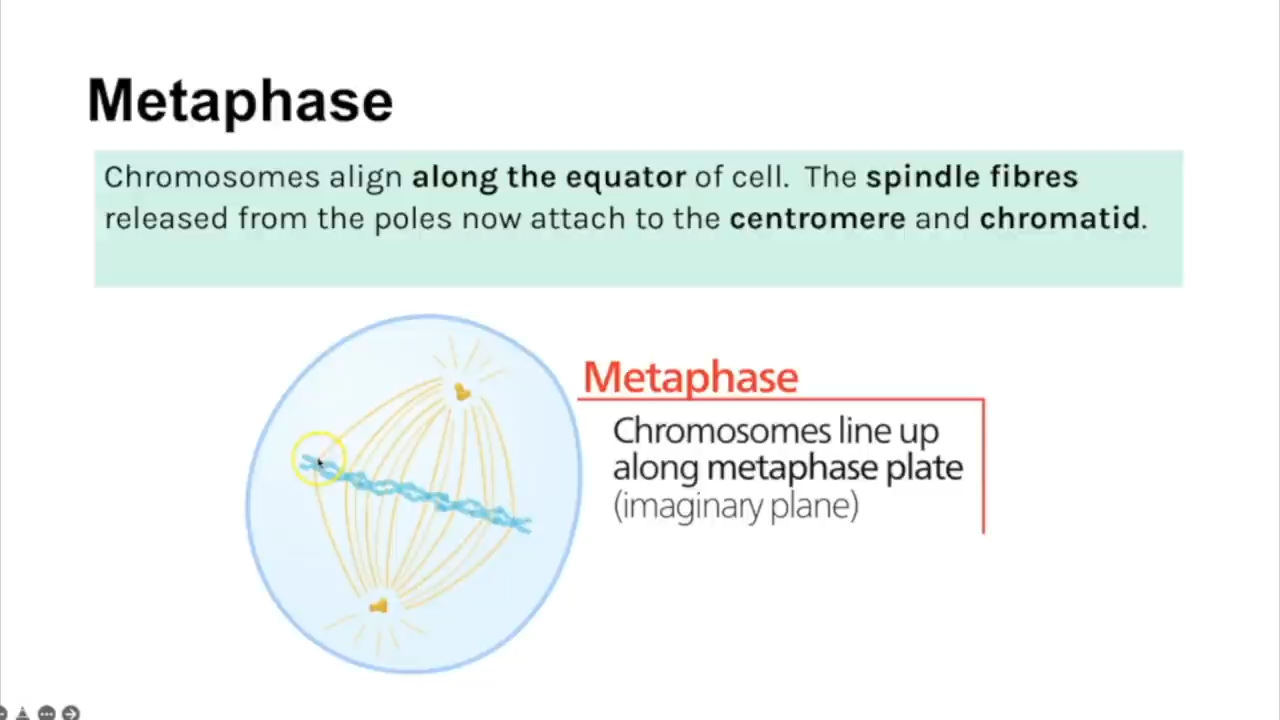 Metaphase
Chromosomes align along the equator of cell. The spindle fibres
released from the poles now attach to the centromere and chromatid.
Metaphase
Chromosomes line up
along metaphase plate
(imaginary plane)